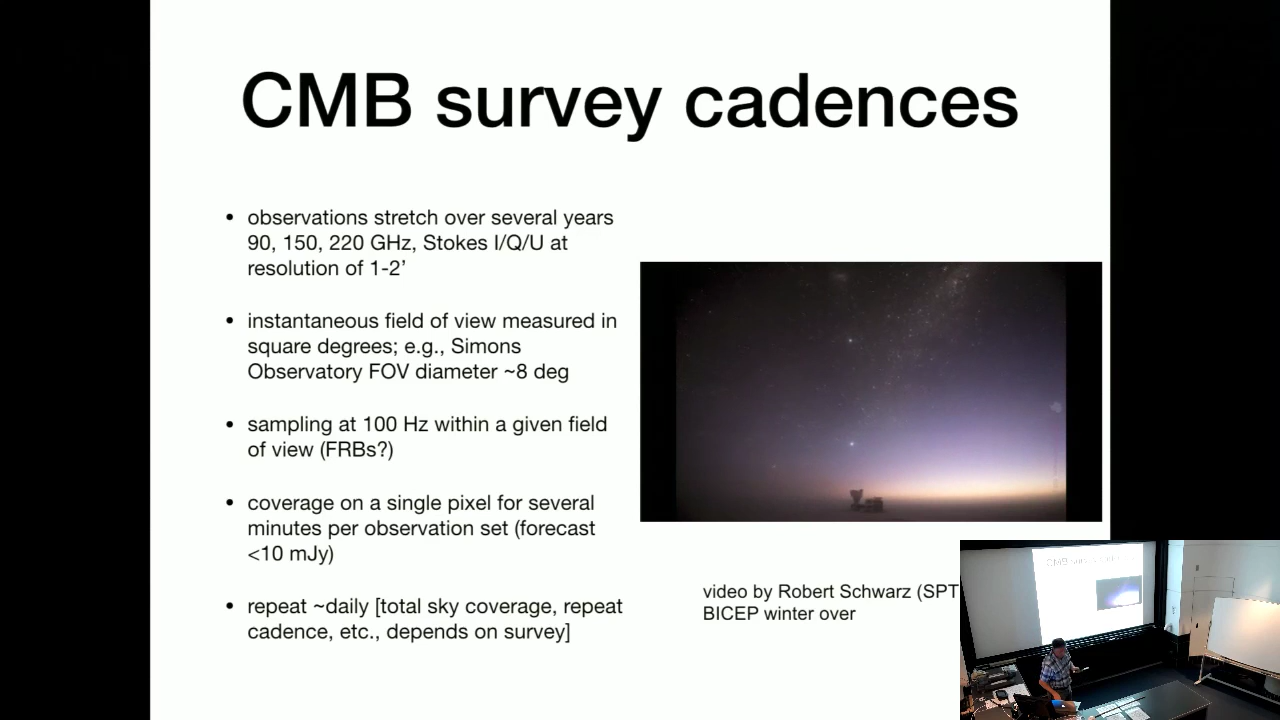 CMB survey cadences
• observations stretch over several years
90, 150, 220 GHz, Stokes I/Q/U at
resolution of 1-2’
• instantaneous field of view measured in
square degrees; e.g., Simons
Observatory FOV diameter ~8 deg
• sampling at 100 Hz within a given field
of view (FRBs?)
• coverage on a single pixel for several
minutes per observation set (forecast
<10 mJy)
• repeat ~daily [total sky coverage, repeat
cadence, etc., depends on survey]
video by Robert Schwarz (SPT
BICEP winter over
CMB survey cadences